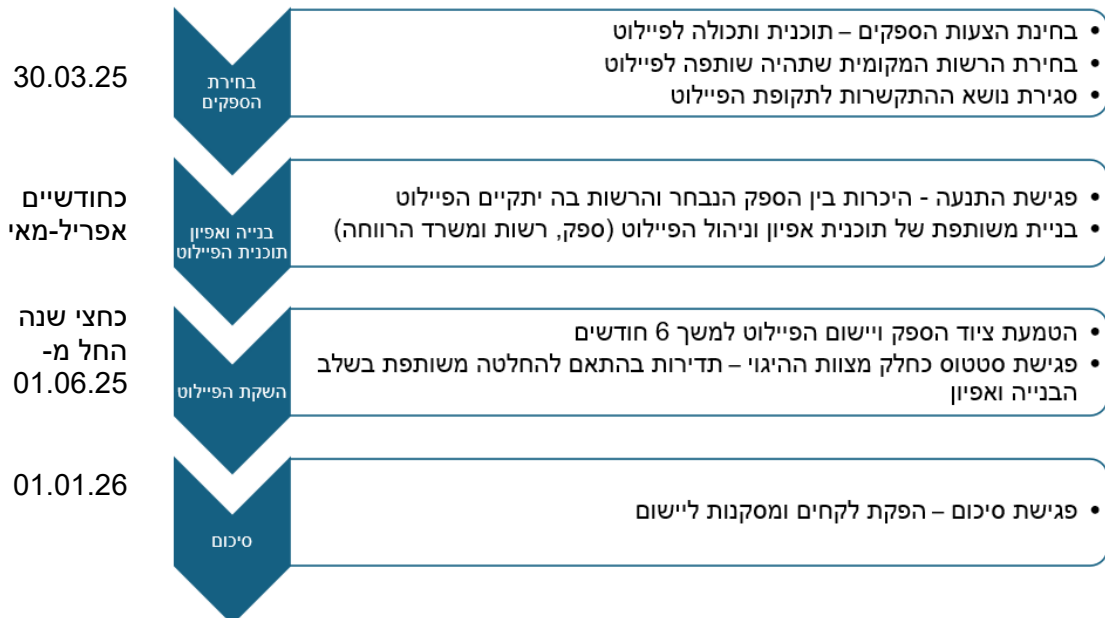 30.03.25
בחירת
הספקים
• בחינת הצעות הספקים – תוכנית ותכולה לפיילוט
• בחירת הרשות המקומית שתהיה שותפה לפיילוט
• סגירת נושא ההתקשרות לתקופת הפיילוט
כחודשיים
אפריל-מאי
בנייה ואפיון
תוכנית הפיילוט
• פגישת התנעה - היכרות בין הספק הנבחר והרשות בה יתקיים הפיילוט
• בניית משותפת של תוכנית אפיון וניהול הפיילוט (ספק, רשות ומשרד הרווחה)
כחצי שנה
החל מ-
01.06.25
השקת הפיילוט
• הטמעת ציוד הספק ויישום הפיילוט למשך 6 חודשים
• פגישת סטטוס כחלק מצוות ההיגוי – תדירות בהתאם להחלטה משותפת בשלב
הבנייה ואפיון
01.01.26
סיכום
• פגישת סיכום – הפקת לקחים ומסקנות ליישום